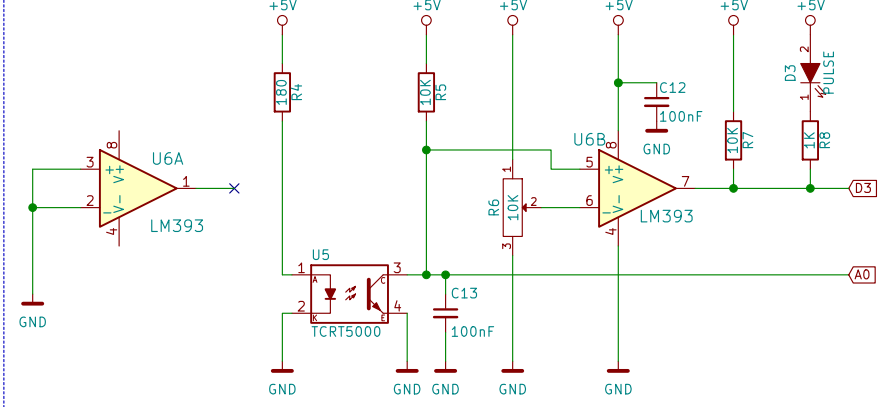 +5V
+5V
+5V
+5V
+5V
+5V
180
R4
10K
R5
C12
100nF
GND
10K
R7
2
D3
PULSE
1
1K
R8
8
U6A
3
+
V+
1
2
-
V-
4
LM393
GND
U6B
8
5
+
V+
7
6
-
V-
4
LM393
D3
1
R6
10K
2
3
U5
1
A
C
3
2
K
E
4
TCRT5000
C13
100nF
A0
GND
GND
GND
GND
GND